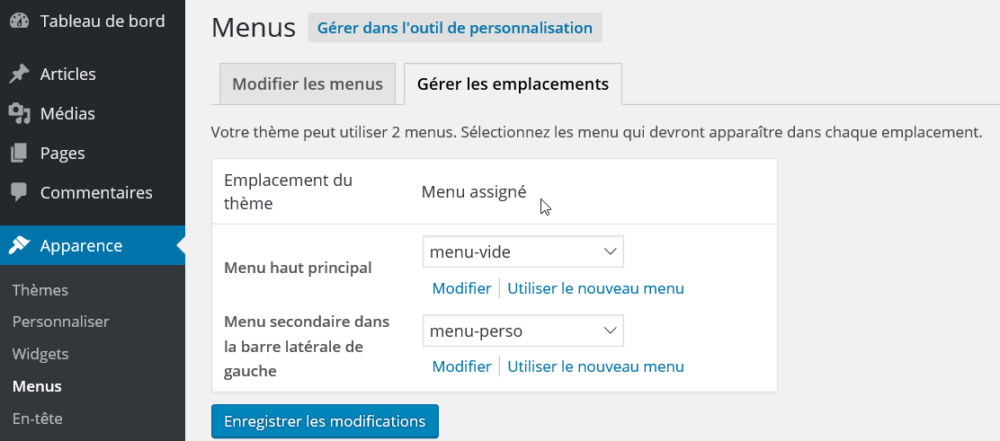 Tableau de bord
Articles
Médias
Pages
Commentaires
Apparence
Thèmes
Personnaliser
Widgets
Menus
En-tête
Menus Gérer dans l'outil de personnalisation
Modifier les menus Gérer les emplacements
Votre thème peut utiliser 2 menus. Sélectionnez les menu qui devront apparaître dans chaque emplacement.
Emplacement du
thème
Menu assigné
Menu haut principal
menu-vide
Modifier Utiliser le nouveau menu
Menu secondaire dans
la barre latérale de
gauche
menu-perso
Modifier Utiliser le nouveau menu
Enregistrer les modifications